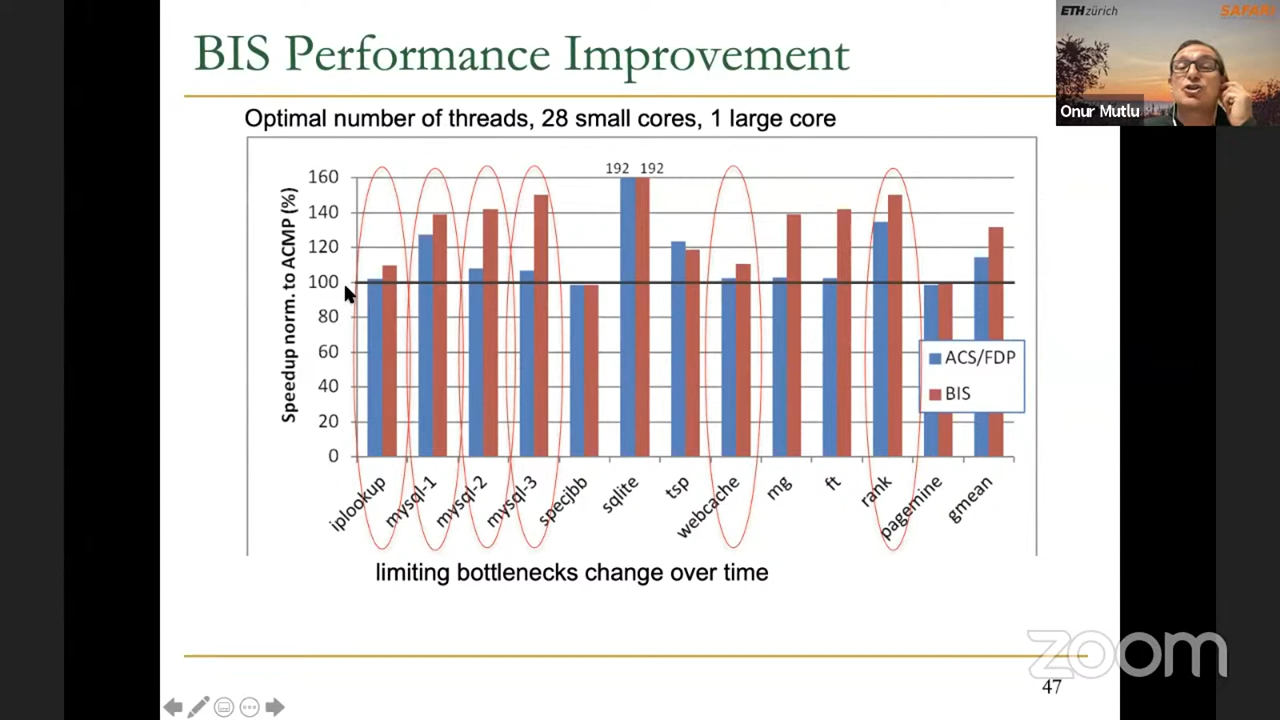 BIS Performance Improvement
ETHzürich
SAFARI
Onur Mutlu
Optimal number of threads, 28 small cores, 1 large core
192 192
Speedup norm. to ACMP (%)
160
140
120
100
80
60
40
20
0
ACS/FDP
BIS
iplookup
mysql-1
mysql-2
mysql-3
specjbb
sqlite
tsp
webcache
mg
ft
rank
pagemine
gmean
limiting bottlenecks change over time
zoom
47